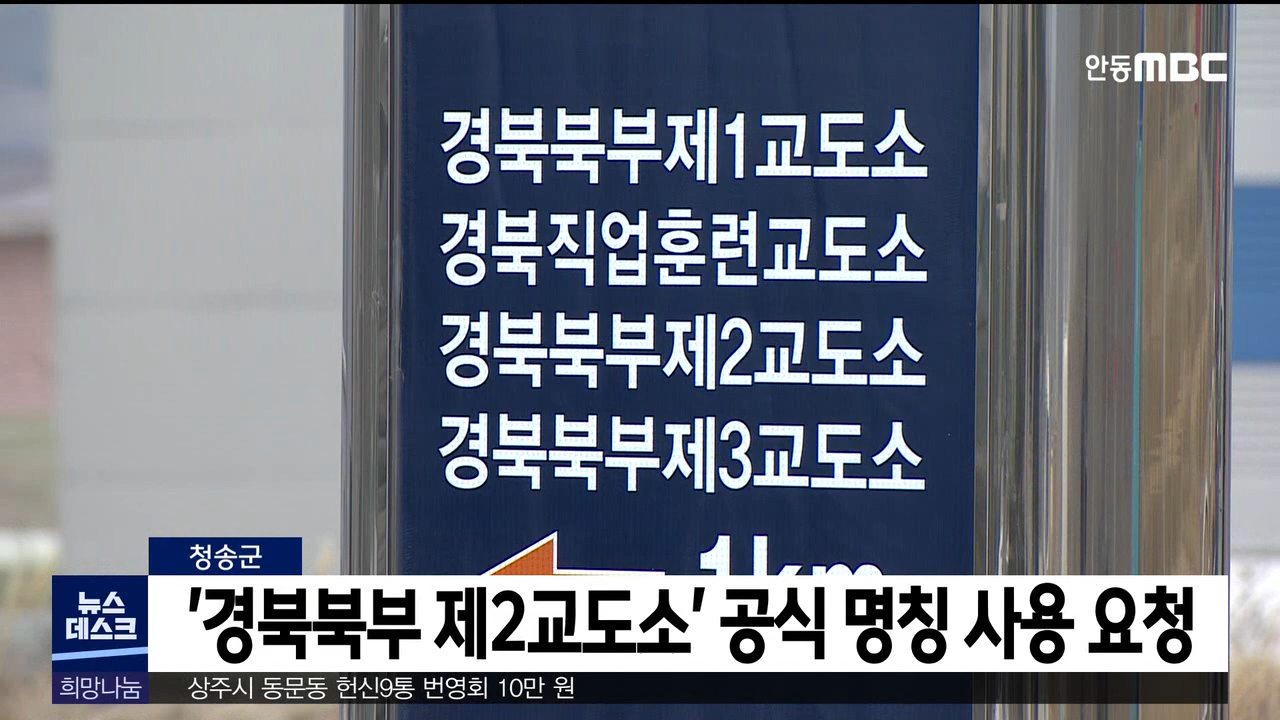 안동MBC
경북북부제1교도소
경북직업훈련교도소
경북북부제2교도소
경북북부제3교도소
1km
청송군
뉴스
데스크
'경북북부 제2교도소' 공식 명칭 사용 요청
희망나눔
상주시 동문동 헌신9통 번영회 10만 원